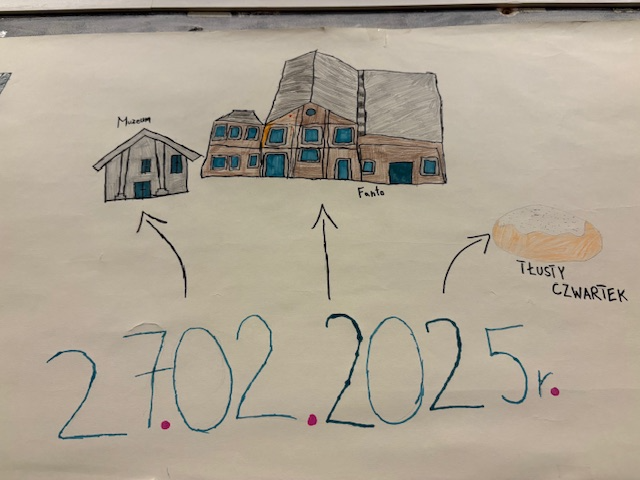 Muzeum
Fanto
TŁUSTY
CZWARTEK
27.02.2025r.